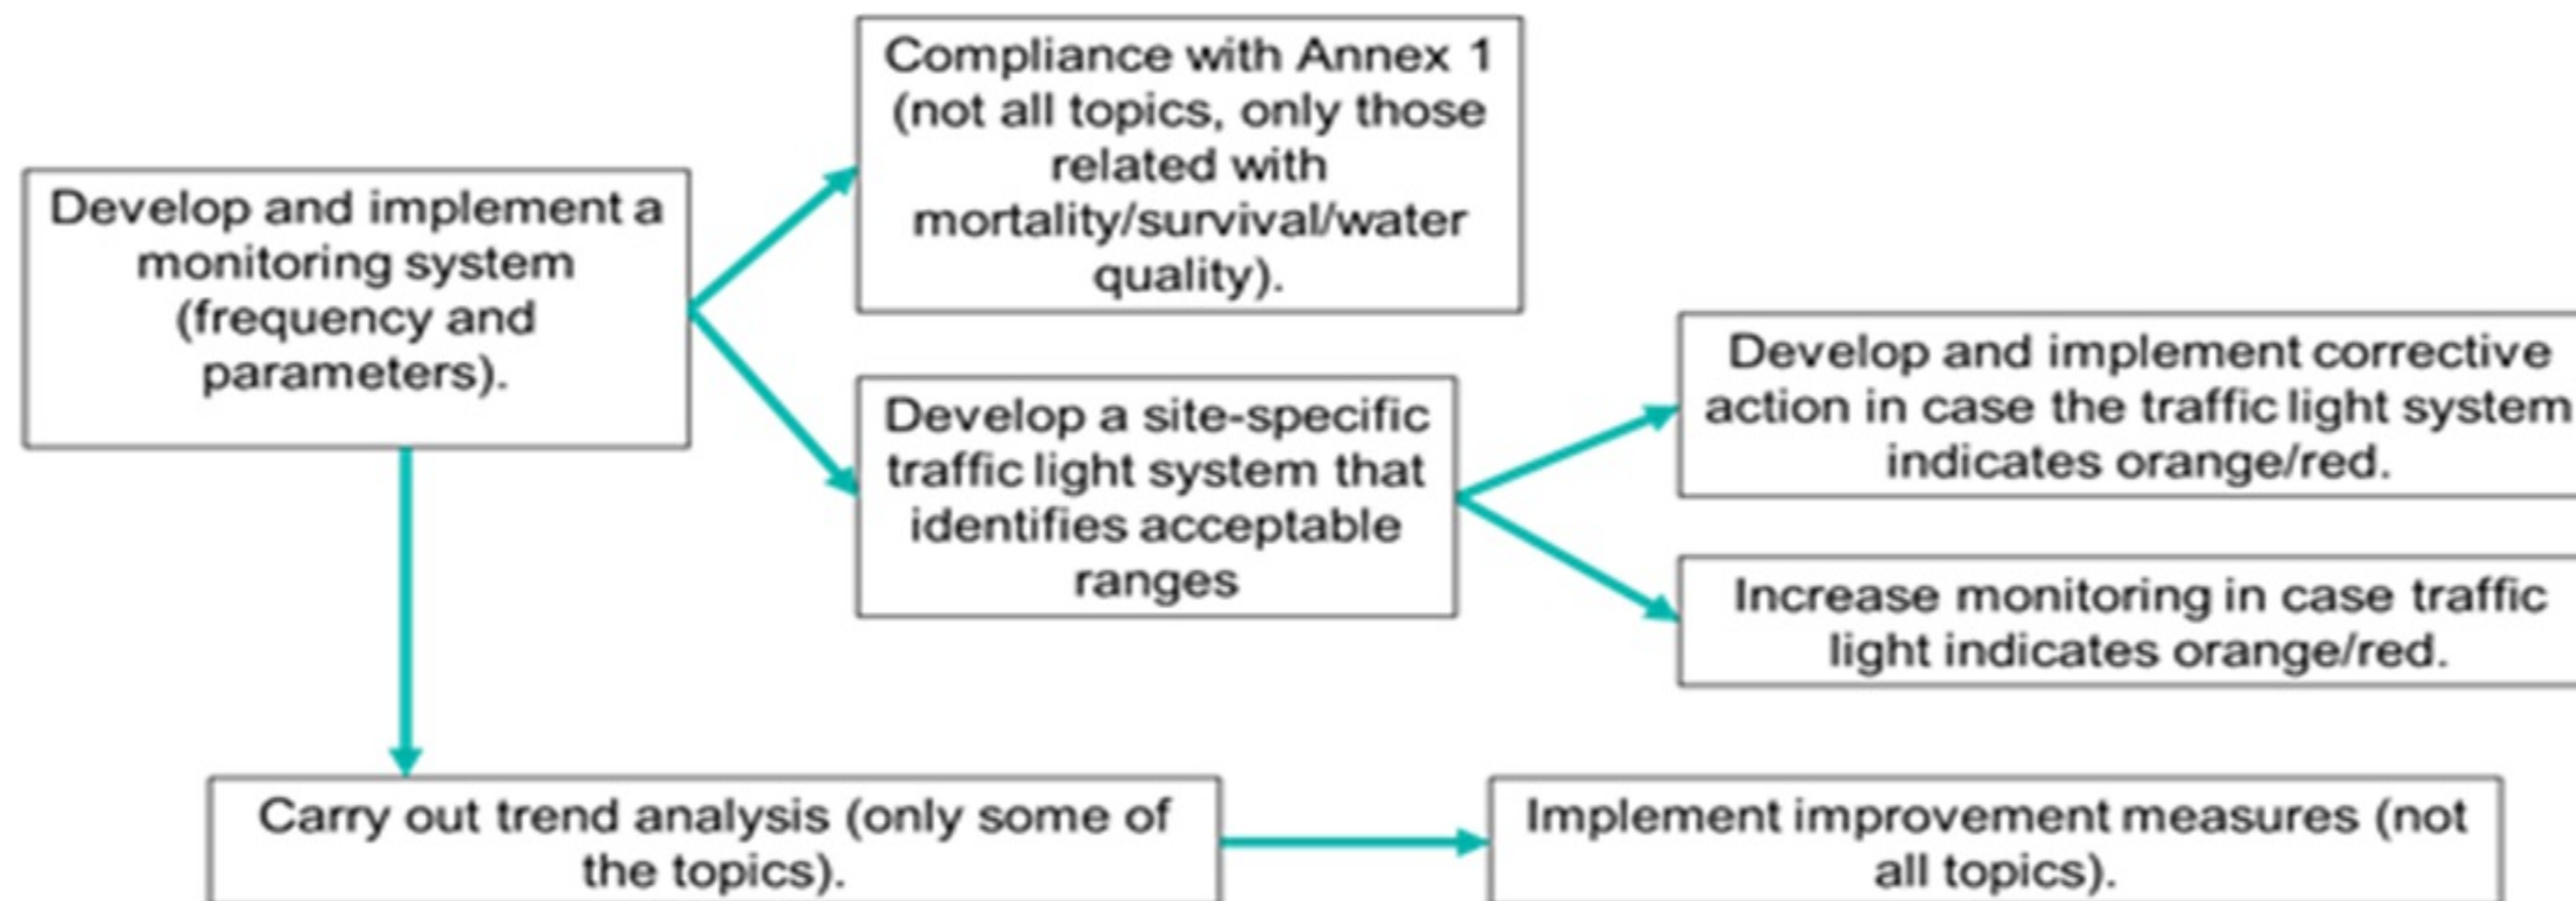 Compliance with Annex 1
(not all topics, only those
related with
mortality/survival/water
quality).
Develop and implement a
monitoring system
(frequency and
parameters).
Develop a site-specific
traffic light system that
identifies acceptable
ranges
Develop and implement corrective
action in case the traffic light system
indicates orange/red.
Increase monitoring in case traffic
light indicates orange/red.
Carry out trend analysis (only some of
the topics).
Implement improvement measures (not
all topics).